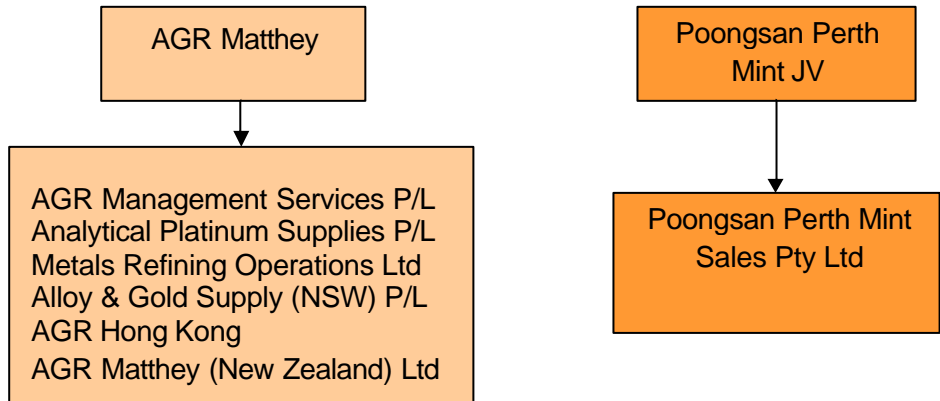 AGR Matthey
AGR Management Services P/L
Analytical Platinum Supplies P/L
Metals Refining Operations Ltd
Alloy & Gold Supply (NSW) P/L
AGR Hong Kong
AGR Matthey (New Zealand) Ltd
Poongsan Perth
Mint JV
Poongsan Perth Mint
Sales Pty Ltd